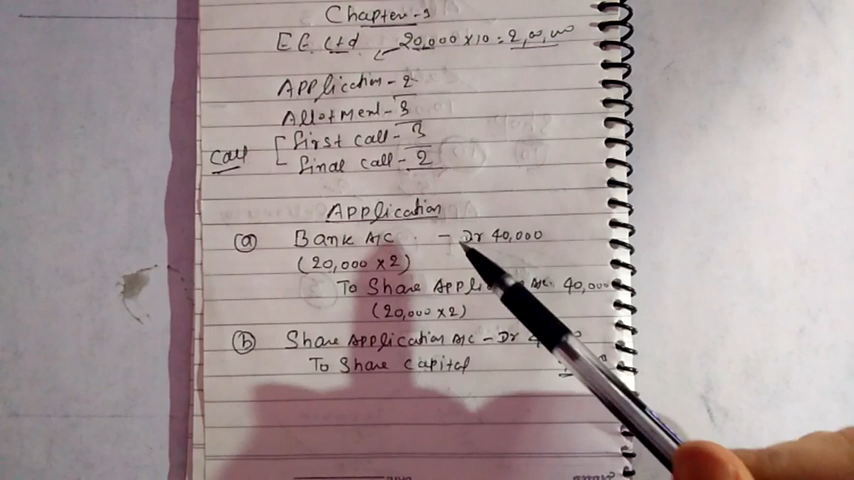 Chapter-3
EE Ltd 20,000 x 10 = 2,00,000
Application - 2
Allotment - 3
Call [ First call - 3
Final call - 2
Application
(a) Bank A/C - Dr 40,000
(20,000 x 2)
To Share A/C. 40,000
(20,000 x 2)
(b) Share Application A/C - Dr
To Share Capital